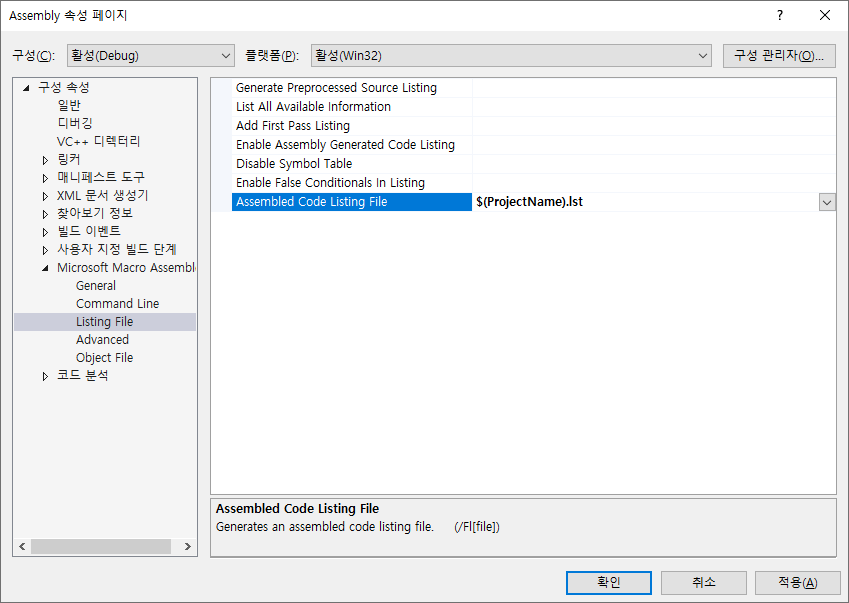 Assembly 속성 페이지
?
구성(C):
활성(Debug)
플랫폼(P):
활성(Win32)
구성 관리자(O)...
구성 속성
일반
디버깅
VC++ 디렉터리
링커
매니페스트 도구
XML 문서 생성기
찾아보기 정보
빌드 이벤트
사용자 지정 빌드 단계
Microsoft Macro Assembl
General
Command Line
Listing File
Advanced
Object File
코드 분석
Generate Preprocessed Source Listing
List All Available Information
Add First Pass Listing
Enable Assembly Generated Code Listing
Disable Symbol Table
Enable False Conditionals In Listing
Assembled Code Listing File $(ProjectName).lst
Assembled Code Listing File
Generates an assembled code listing file. (/Fl[file])
확인
취소
적용(A)